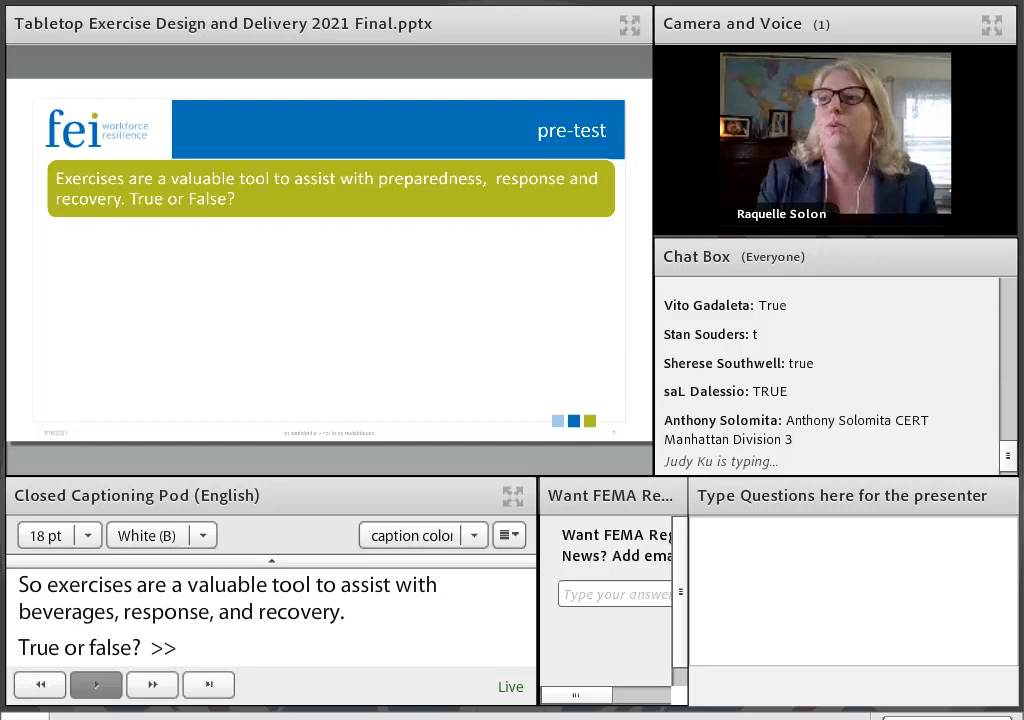 Tabletop Exercise Design and Delivery 2021 Final.pptx
fei workforce
resilience
pre-test
Exercises are a valuable tool to assist with preparedness, response and
recovery. True or False?
Camera and Voice (1)
Raquelle Solon
Chat Box (Everyone)
Vito Gadaleta: True
Stan Souders: t
Sherese Southwell: true
saL Dalessio: TRUE
Anthony Solomita: Anthony Solomita CERT
Manhattan Division 3
Judy Ku is typing...
Closed Captioning Pod (English)
18 pt
White (B)
caption color
So exercises are a valuable tool to assist with
beverages, response, and recovery.
True or false? >>
Live
Want FEMA Re...
Want FEMA Reg
News? Add ema
Type your answer
Type Questions here for the presenter